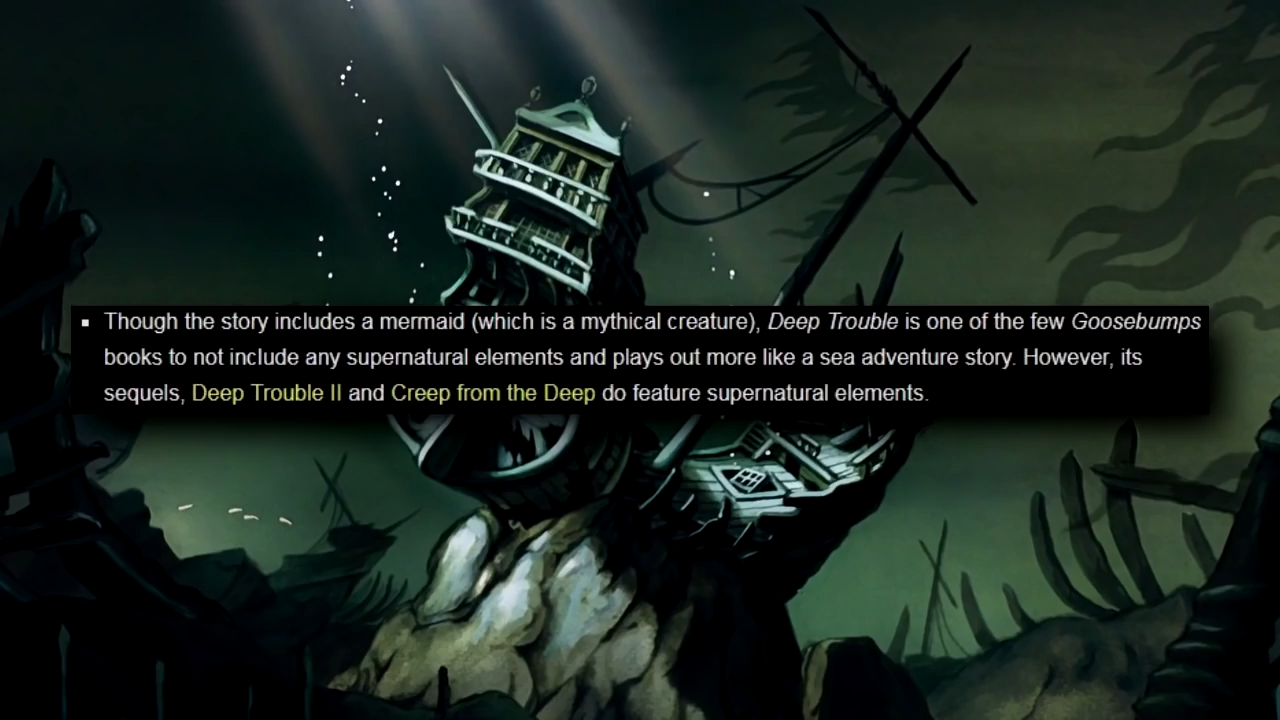 Though the story includes a mermaid (which is a mythical creature), Deep Trouble is one of the few Goosebumps
books to not include any supernatural elements and plays out more like a sea adventure story. However, its
sequels, Deep Trouble II and Creep from the Deep do feature supernatural elements.